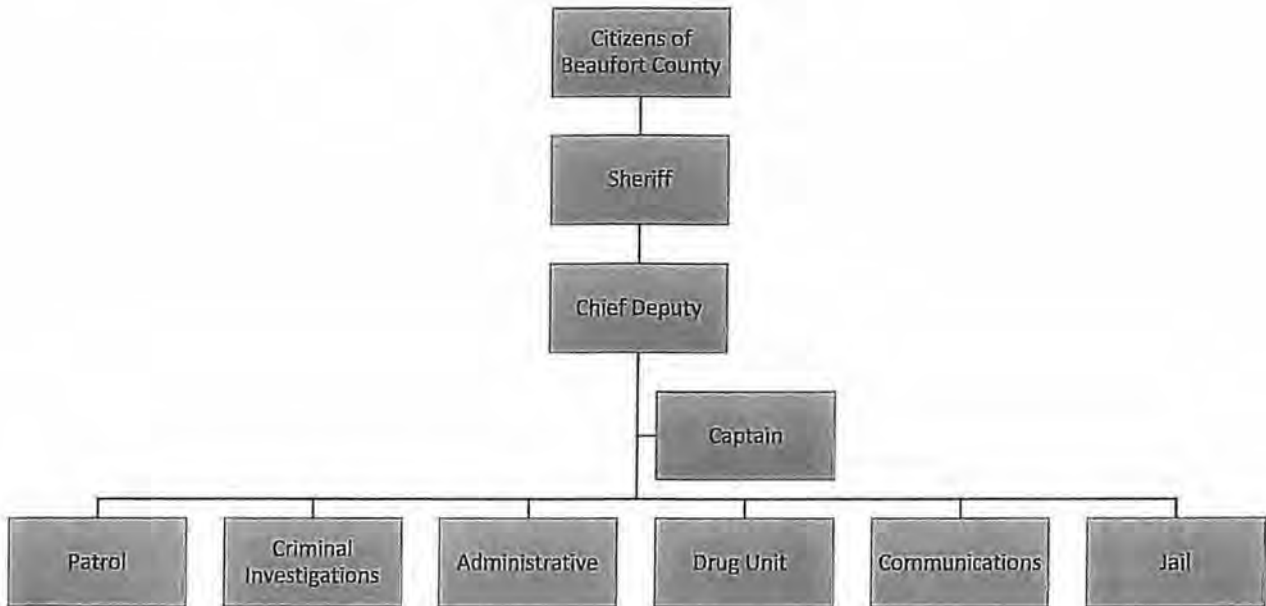 Citizens of
Beaufort County
Sheriff
Chief Deputy
Captain
Patrol
Criminal
Investigations
Administrative
Drug Unit
Communications
Jail